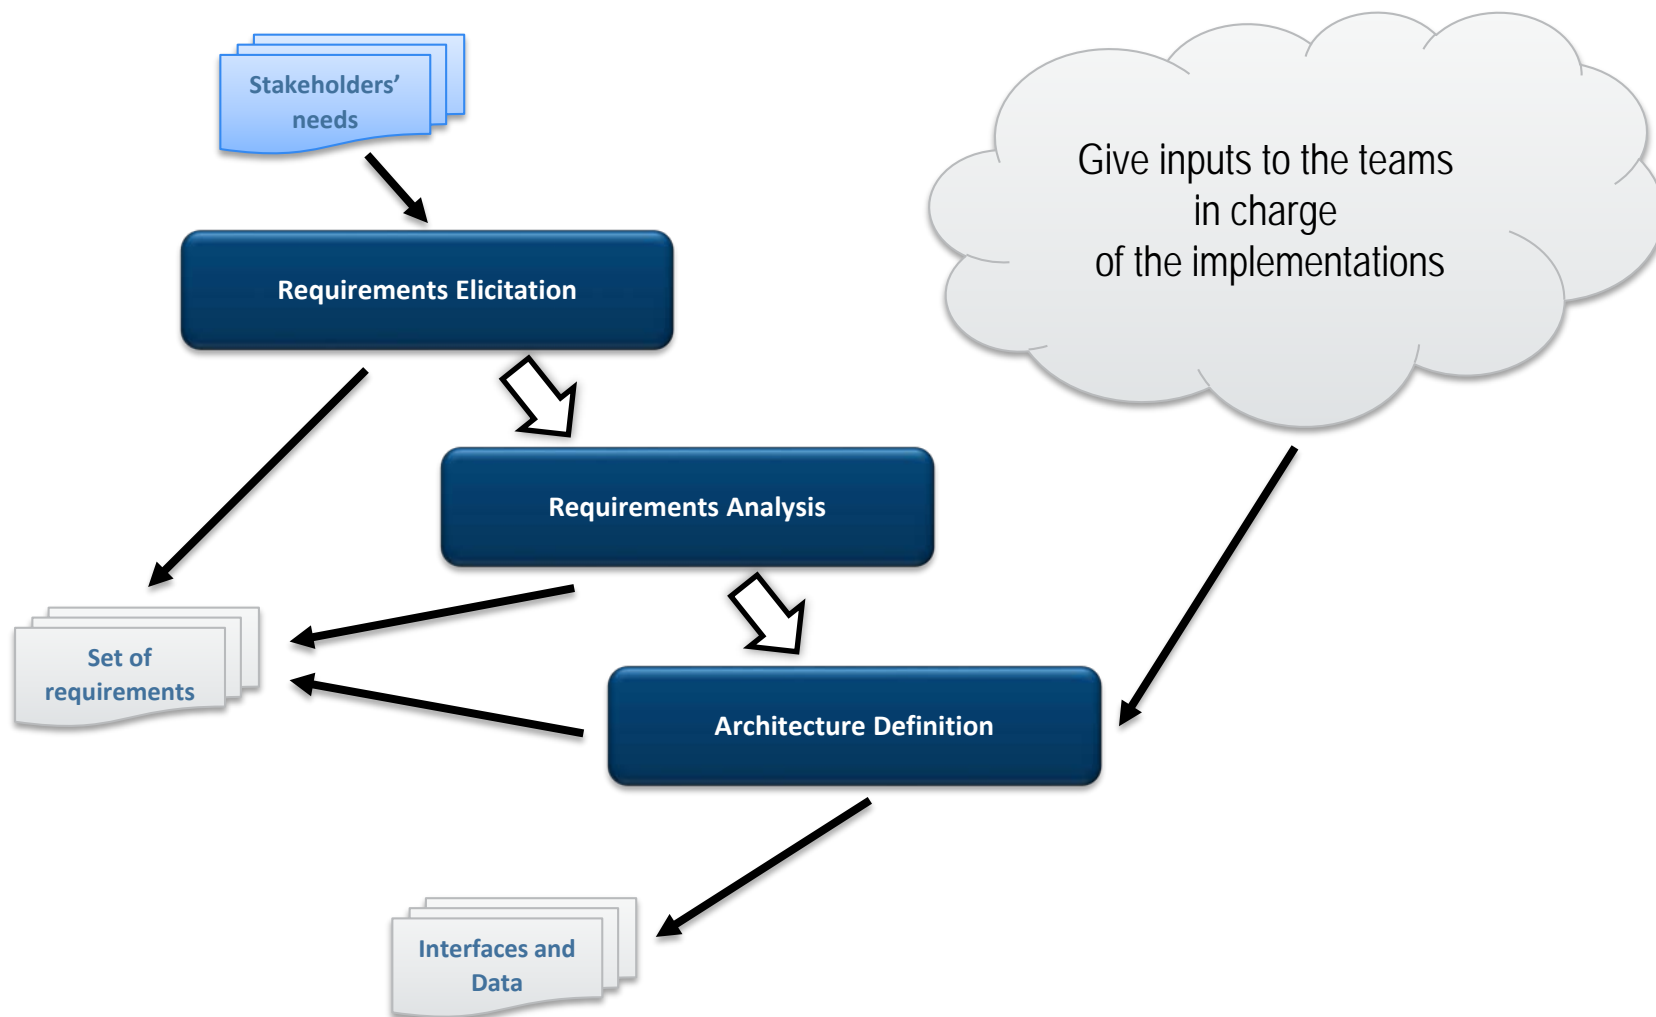 Stakeholders’
needs
Give inputs to the teams
in charge
of the implementations
Requirements Elicitation
Requirements Analysis
Set of
requirements
Architecture Definition
Interfaces and
Data